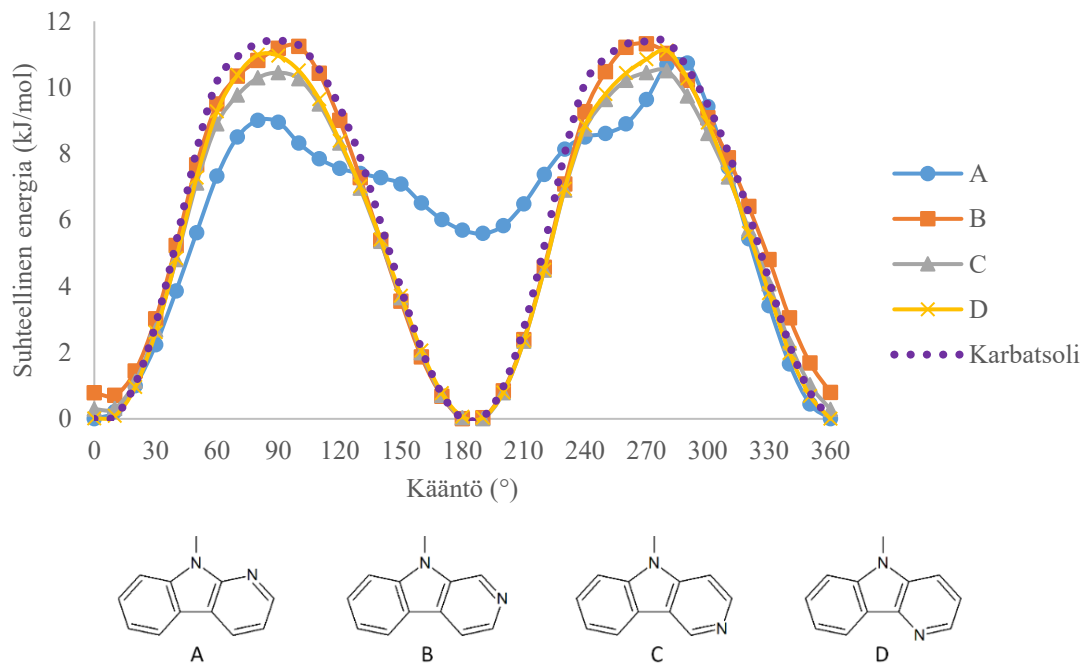 12
10
8
6
4
2
0
Suhteellinen energia (kJ/mol)
0 30 60 90 120 150 180 210 240 270 300 330 360
Kääntö (°)
A
B
C
D
Karbatsoli
N N
N N
N N
N N
A B C D